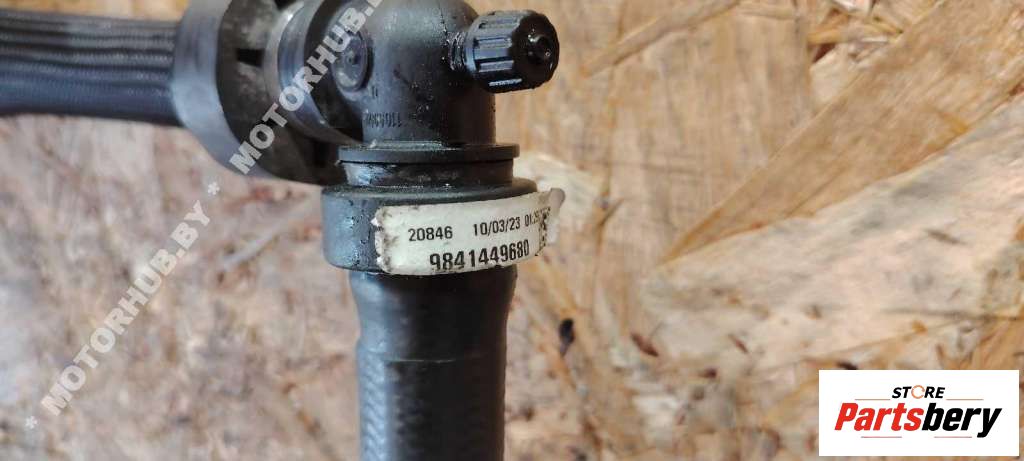 * MOTORHUB.BY * MOTORHUB.BY
20846 10/03/23
9841449680
STORE
Partsbery